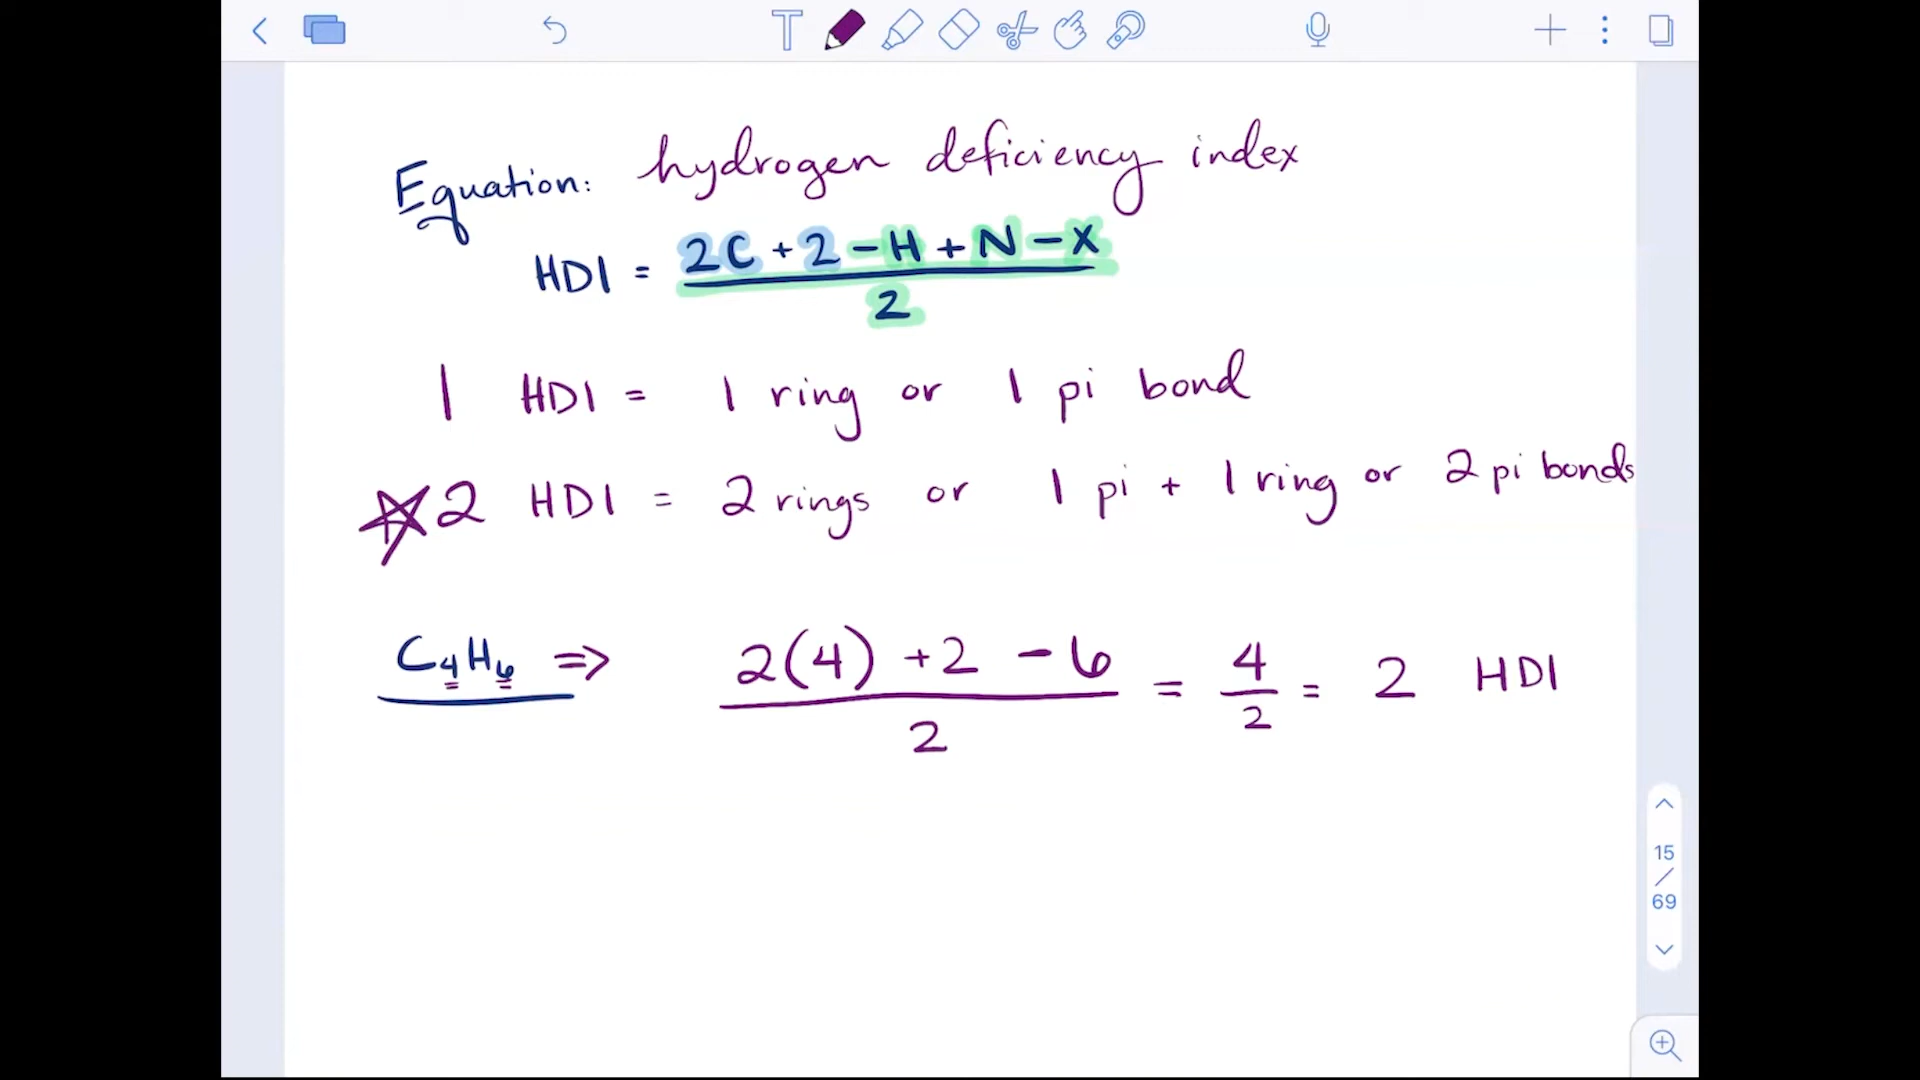 Equation: hydrogen deficiency index
HDI = 2C + 2 - H + N - X / 2
1 HDI = 1 ring or 1 pi bond
☆ 2 HDI = 2 rings or 1 pi + 1 ring or 2 pi bonds
C₄H₆ => 2(4) + 2 - 6 / 2 = 4/2 = 2 HDI
15
/
69